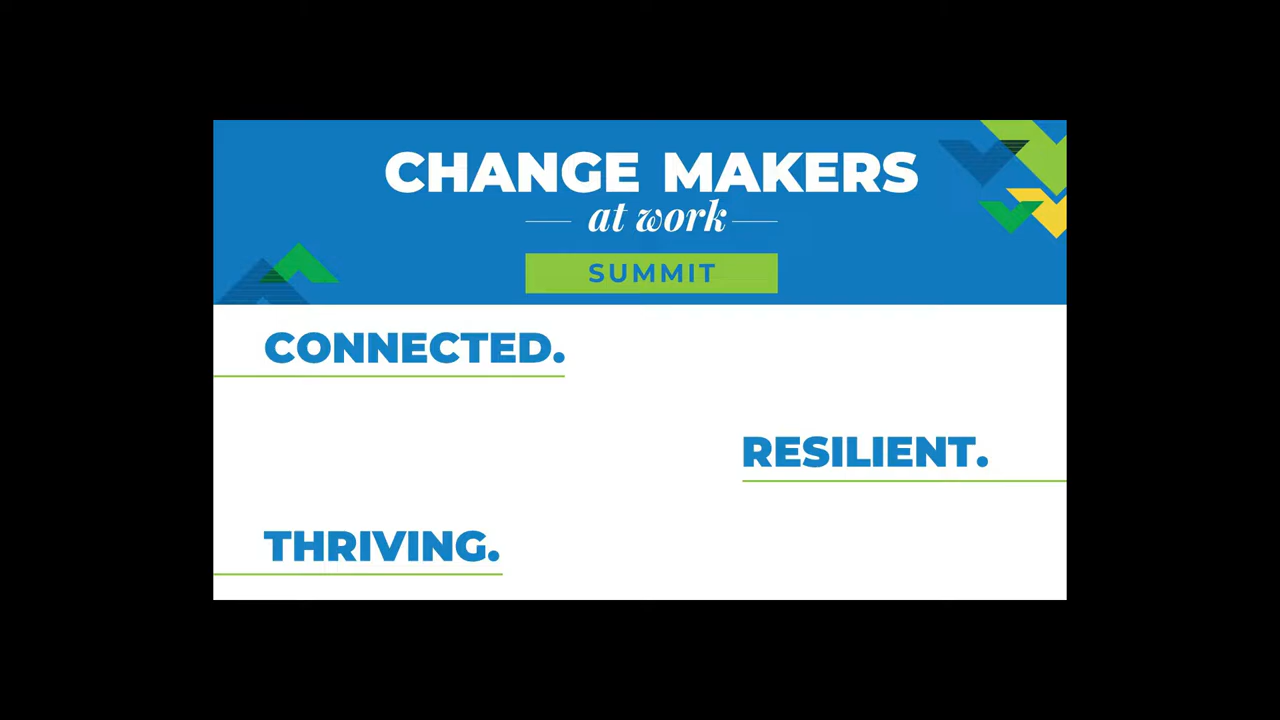 CHANGE MAKERS
at work
SUMMIT
CONNECTED.
RESILIENT.
THRIVING.